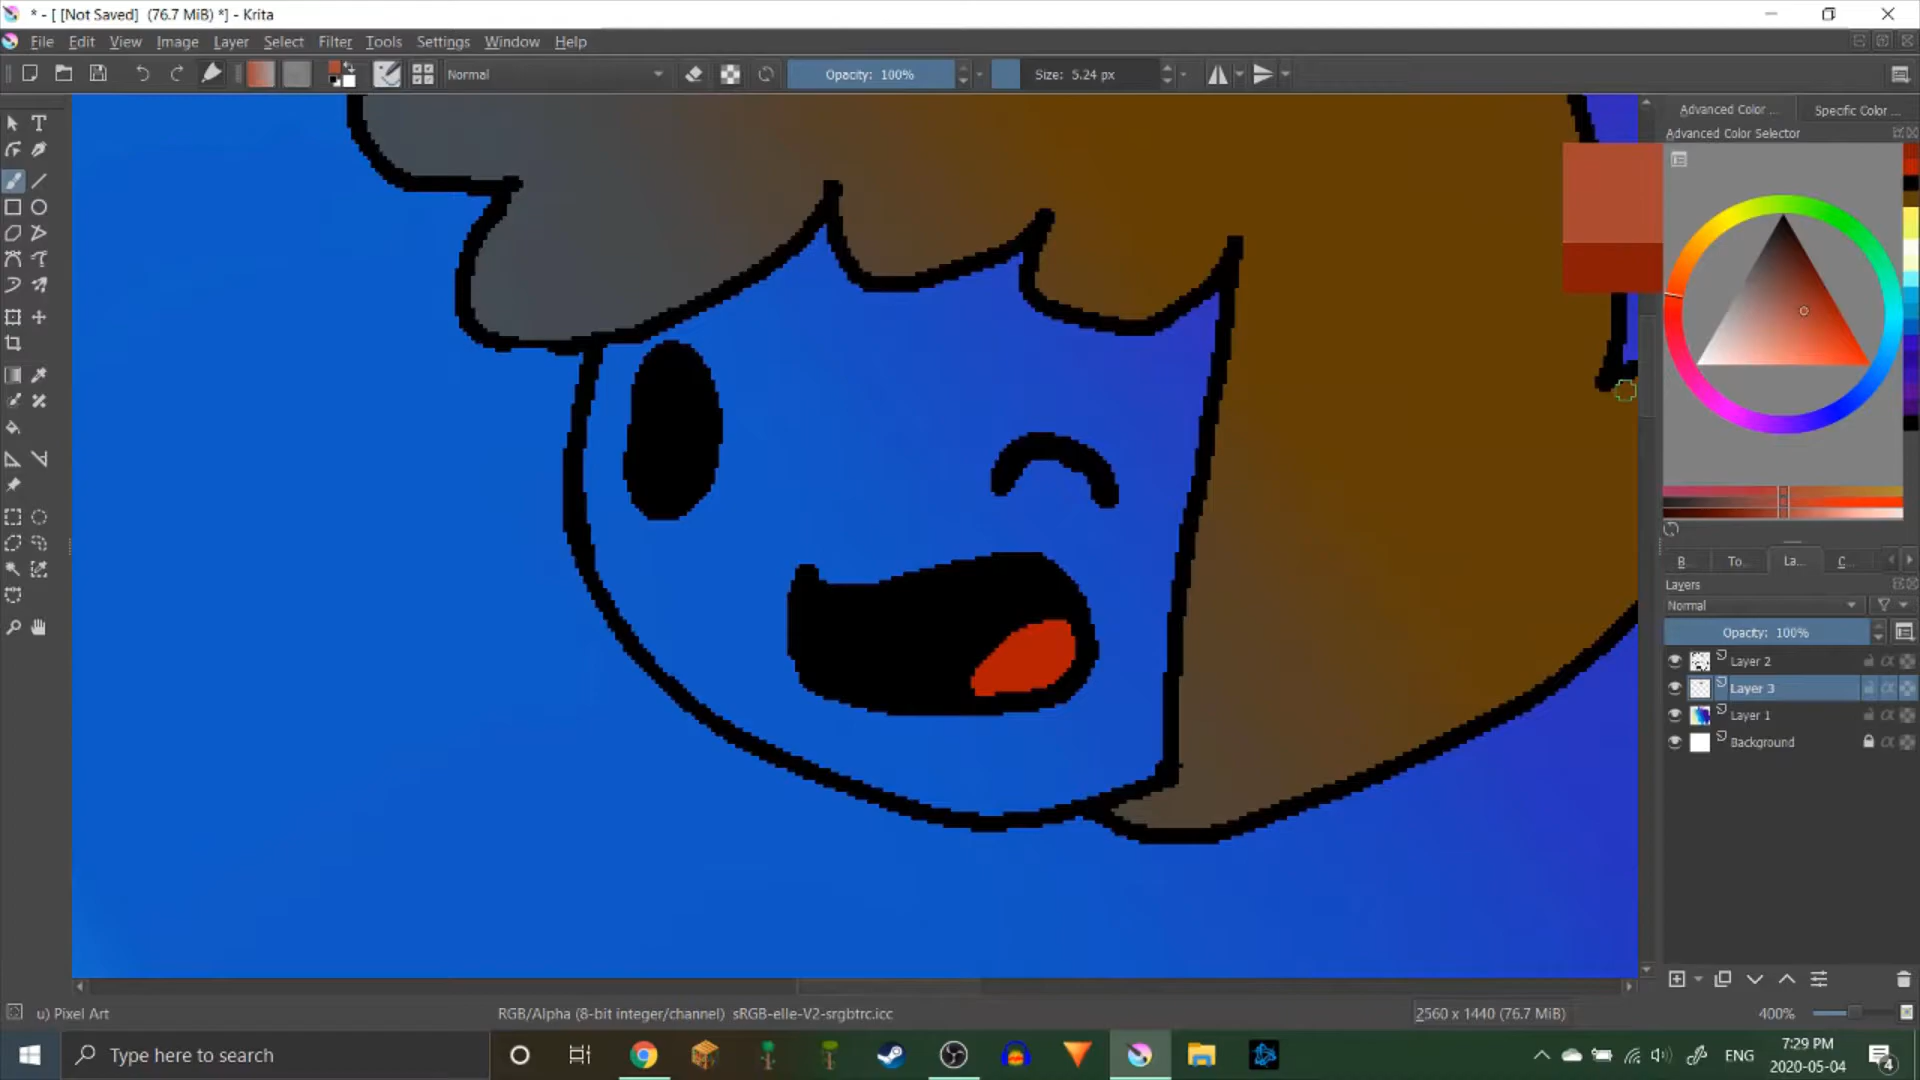 * - [ [Not Saved]  (76.7 MiB) *] - Krita
File Edit View Image Layer Select Filter Tools Settings Window Help
Normal Opacity: 100% Size: 5.24 px
Advanced Color ... Specific Color ...
Advanced Color Selector
B... To... La... C...
Layers
Normal
Opacity: 100%
Layer 2
Layer 3
Layer 1
Background
u) Pixel Art RGB/Alpha (8-bit integer/channel)  sRGB-elle-V2-srgbtrc.icc 2560 x 1440 (76.7 MiB) 400%
Type here to search ENG 7:29 PM
2020-05-04 4